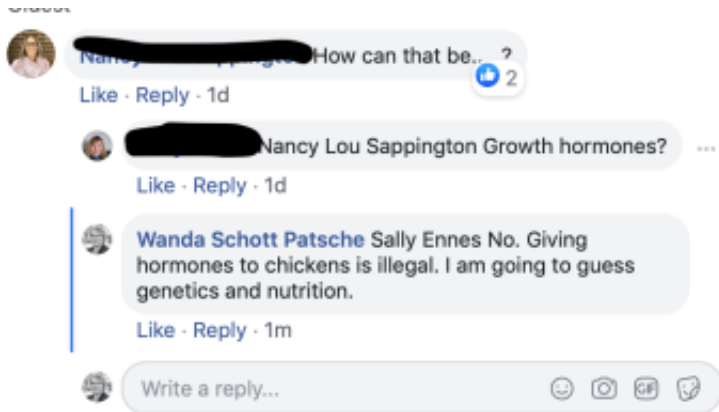 How can that be.. ?
2
Like · Reply · 1d
Nancy Lou Sappington Growth hormones?
Like · Reply · 1d
Wanda Schott Patsche Sally Ennes No. Giving
hormones to chickens is illegal. I am going to guess
genetics and nutrition.
Like · Reply · 1m
Write a reply...
GIF